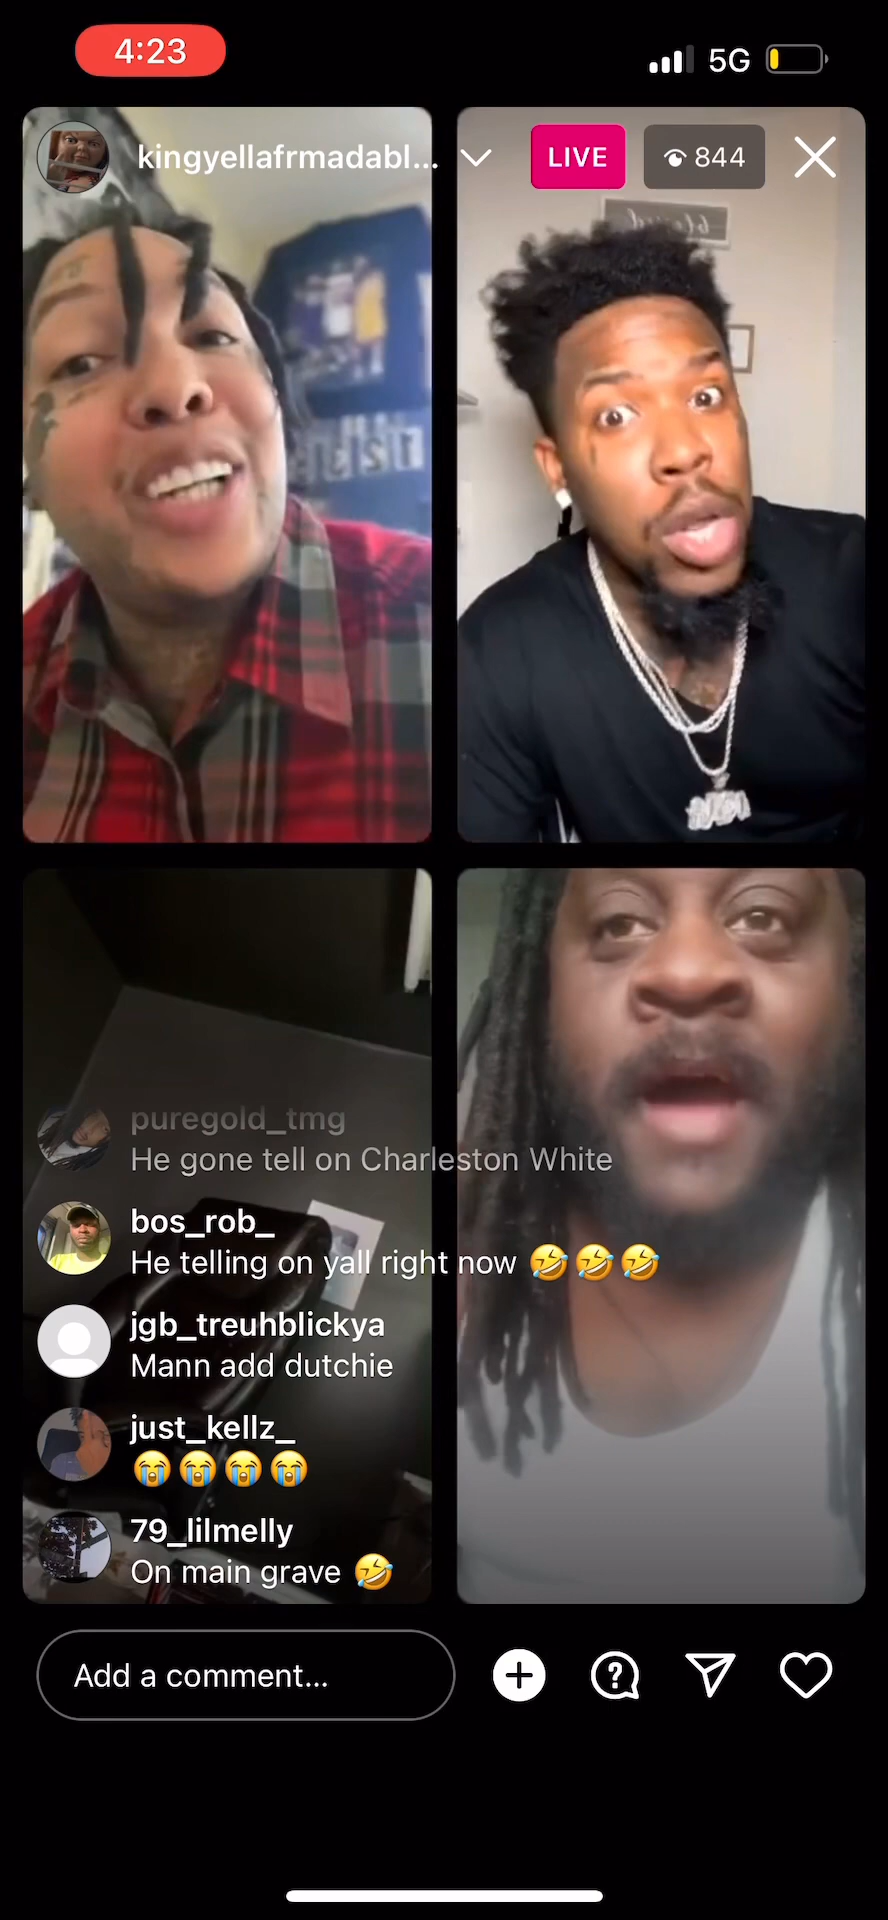 4:23
5G
kingyellafrmadabl...
LIVE
844
blessed
puregold_tmg
He gone tell on Charleston White
bos_rob_
He telling on yall right now 🤣🤣🤣
jgb_treuhblickya
Mann add dutchie
just_kellz_
😭😭😭😭
79_lilmelly
On main grave 🤣
Add a comment...